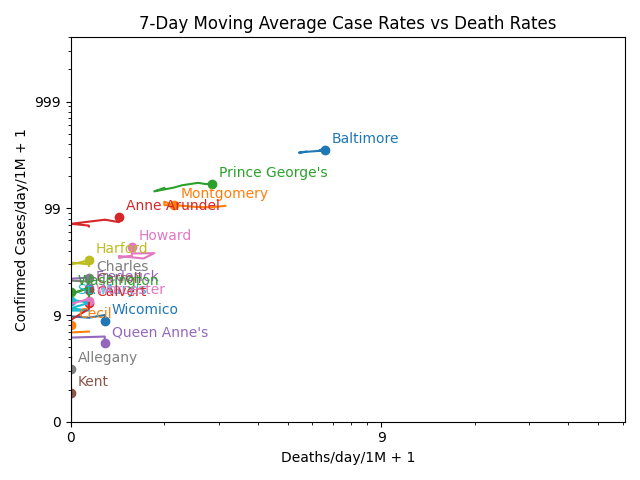 7-Day Moving Average Case Rates vs Death Rates
999
Baltimore
Prince George's
Montgomery
99
Anne Arundel
Howard
Harford
Charles
Frederick
Washington
Calvert
9
Cecil
Wicomico
Queen Anne's
Allegany
Kent
0
0
9
Confirmed Cases/day/1M + 1
Deaths/day/1M + 1